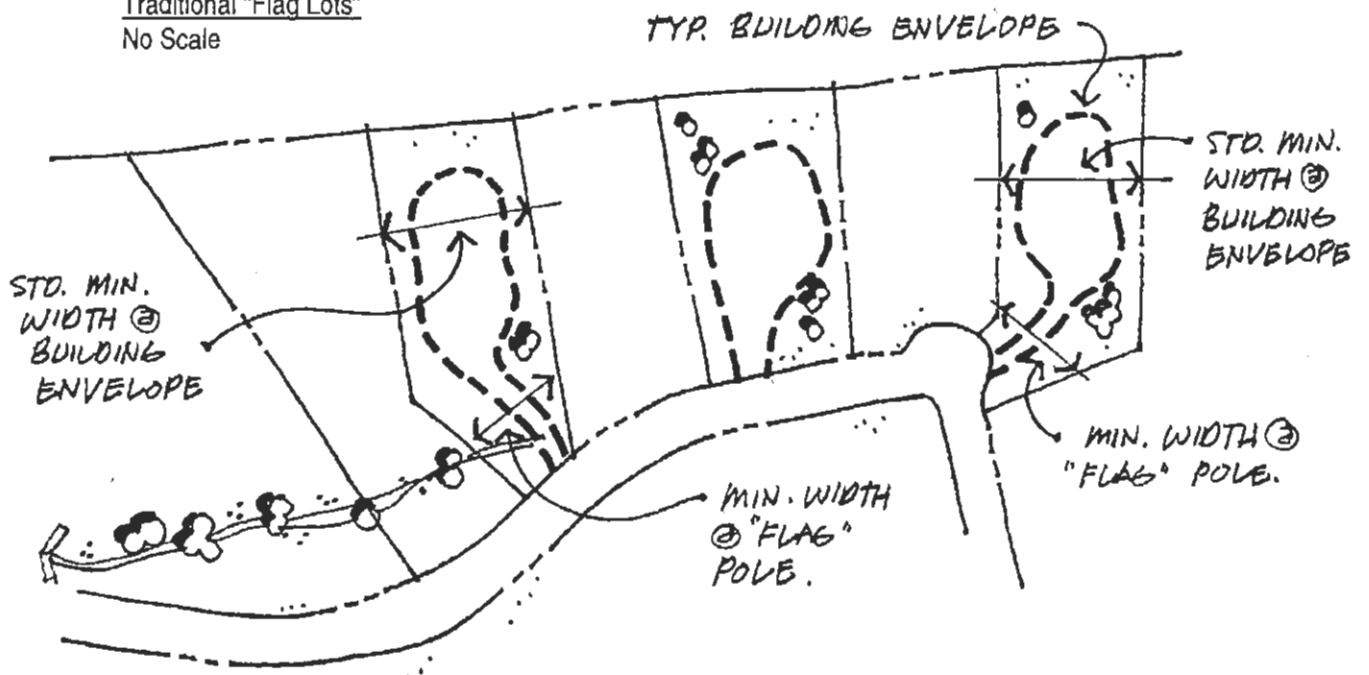 Traditional "Flag Lots"
No Scale
TYP. BUILDING ENVELOPE
STD. MIN.
WIDTH @
BUILDING
ENVELOPE
STD. MIN.
WIDTH @
BUILDING
ENVELOPE
MIN. WIDTH @
"FLAG" POLE.
MIN. WIDTH
@ "FLAG"
POLE.